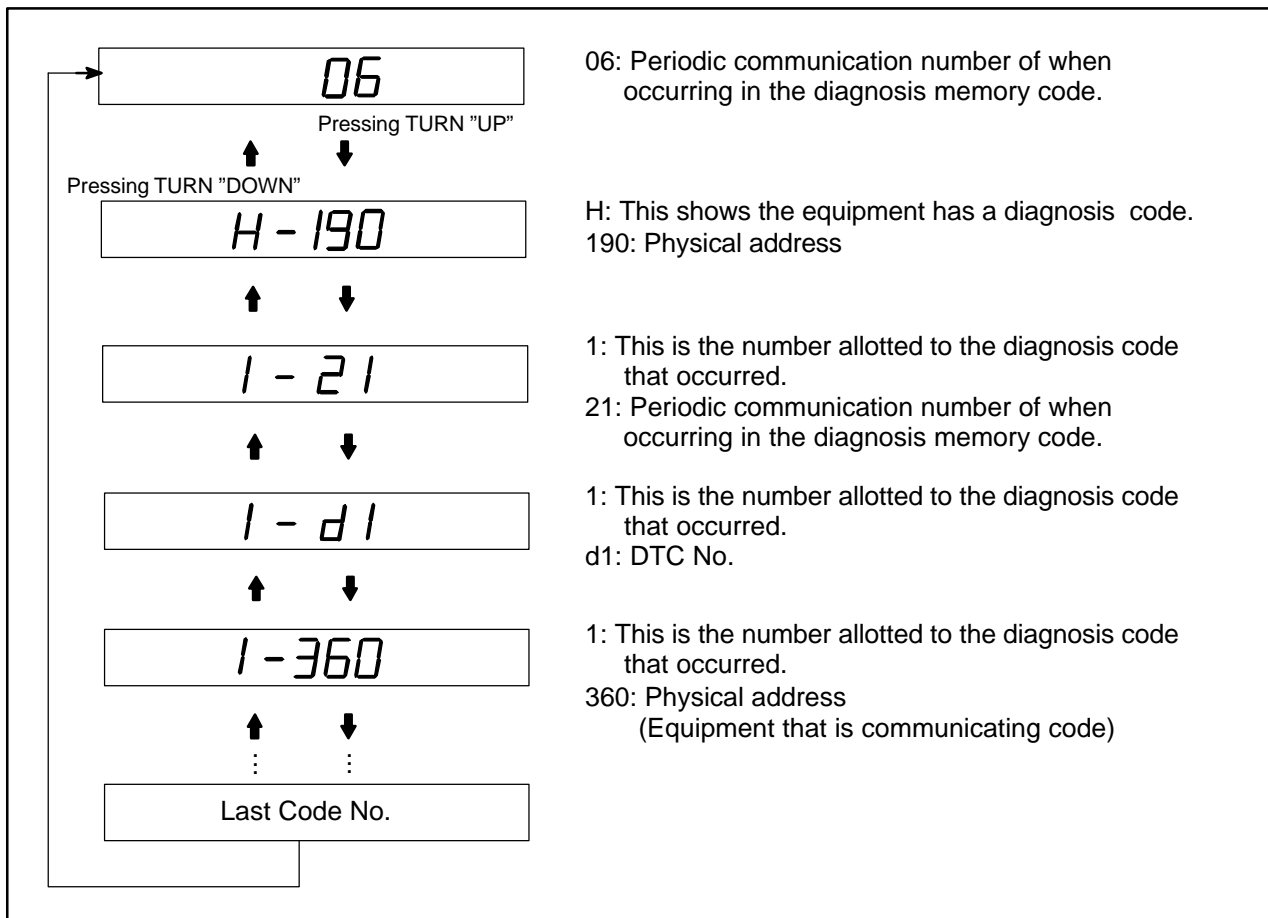 06
06: Periodic communication number of when
occurring in the diagnosis memory code.
Pressing TURN ”UP”
Pressing TURN ”DOWN”
H-190
H: This shows the equipment has a diagnosis code.
190: Physical address
1-21
1: This is the number allotted to the diagnosis code
that occurred.
21: Periodic communication number of when
occurring in the diagnosis memory code.
1-d1
1: This is the number allotted to the diagnosis code
that occurred.
d1: DTC No.
1-360
1: This is the number allotted to the diagnosis code
that occurred.
360: Physical address
(Equipment that is communicating code)
Last Code No.